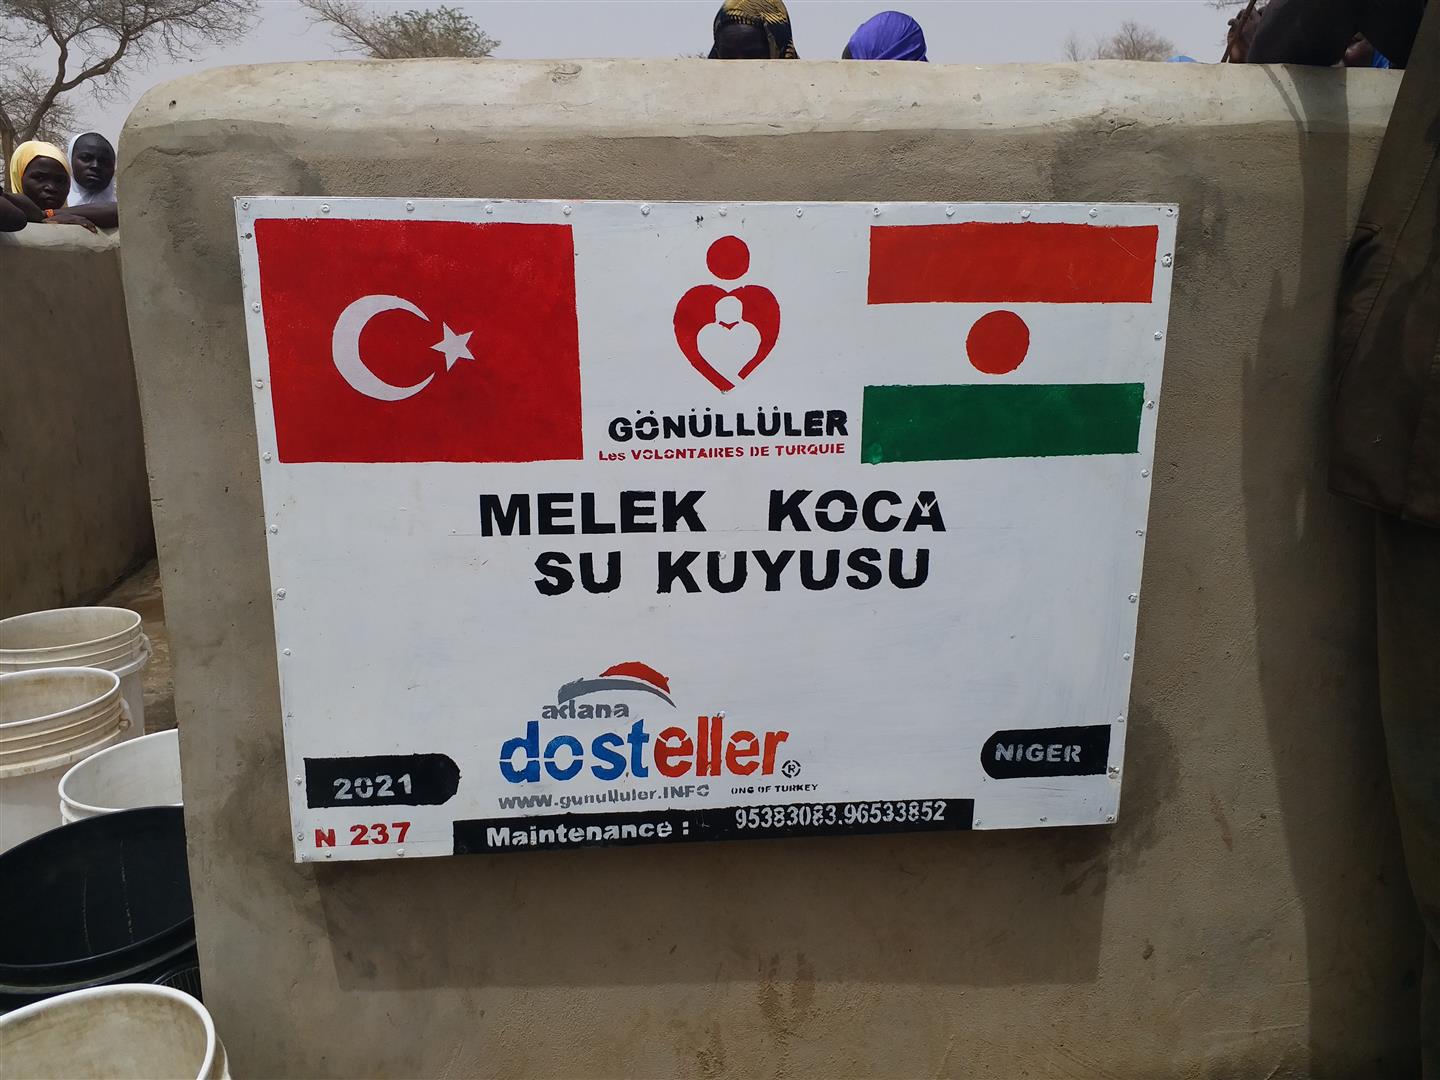 GÖNÜLLÜLER
Les VOLONTAIRES DE TURQUIE
MELEK KOCA
SU KUYUSU
adana
dosteller®
www.gunulluler.INFO
ONG OF TURKEY
2021
NIGER
N 237
Maintenance : 95383083.96533852